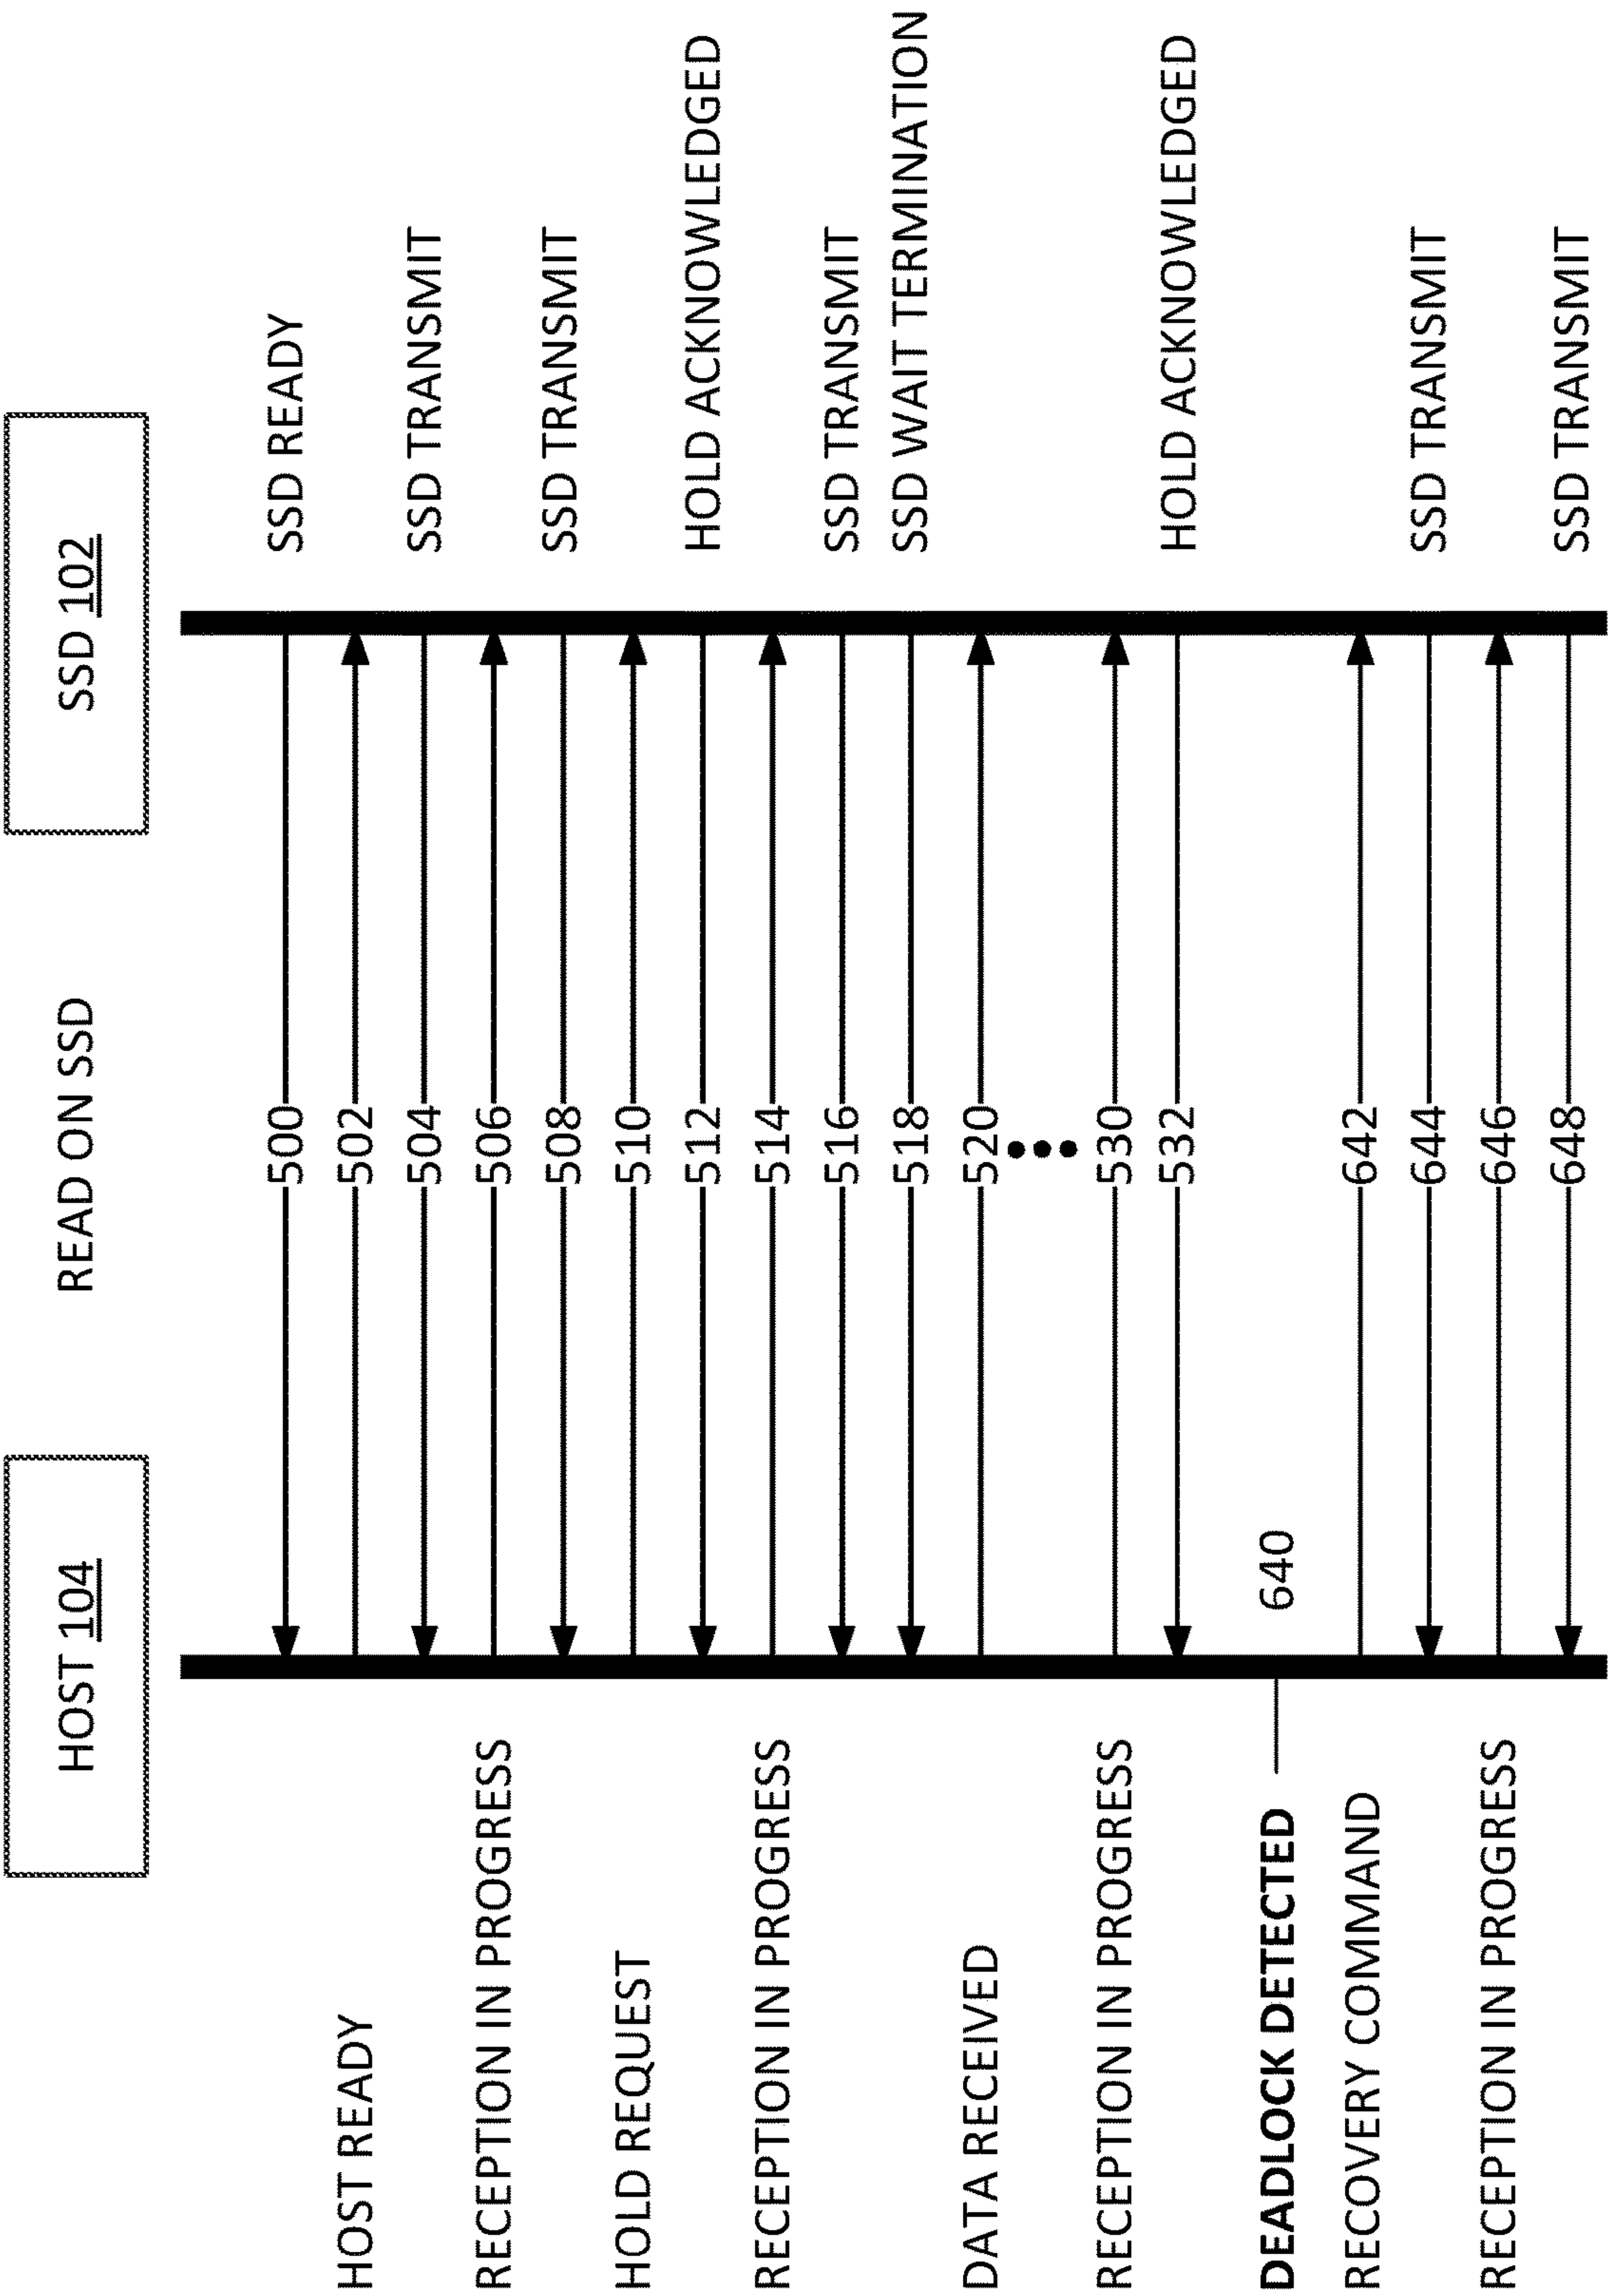 HOST 104
READ ON SSD
SSD 102
500
SSD READY
HOST READY
502
504
SSD TRANSMIT
RECEPTION IN PROGRESS
506
508
SSD TRANSMIT
HOLD REQUEST
510
512
HOLD ACKNOWLEDGED
RECEPTION IN PROGRESS
514
516
SSD TRANSMIT
518
SSD WAIT TERMINATION
DATA RECEIVED
520
RECEPTION IN PROGRESS
530
532
HOLD ACKNOWLEDGED
DEADLOCK DETECTED
640
RECOVERY COMMAND
642
644
SSD TRANSMIT
RECEPTION IN PROGRESS
646
648
SSD TRANSMIT